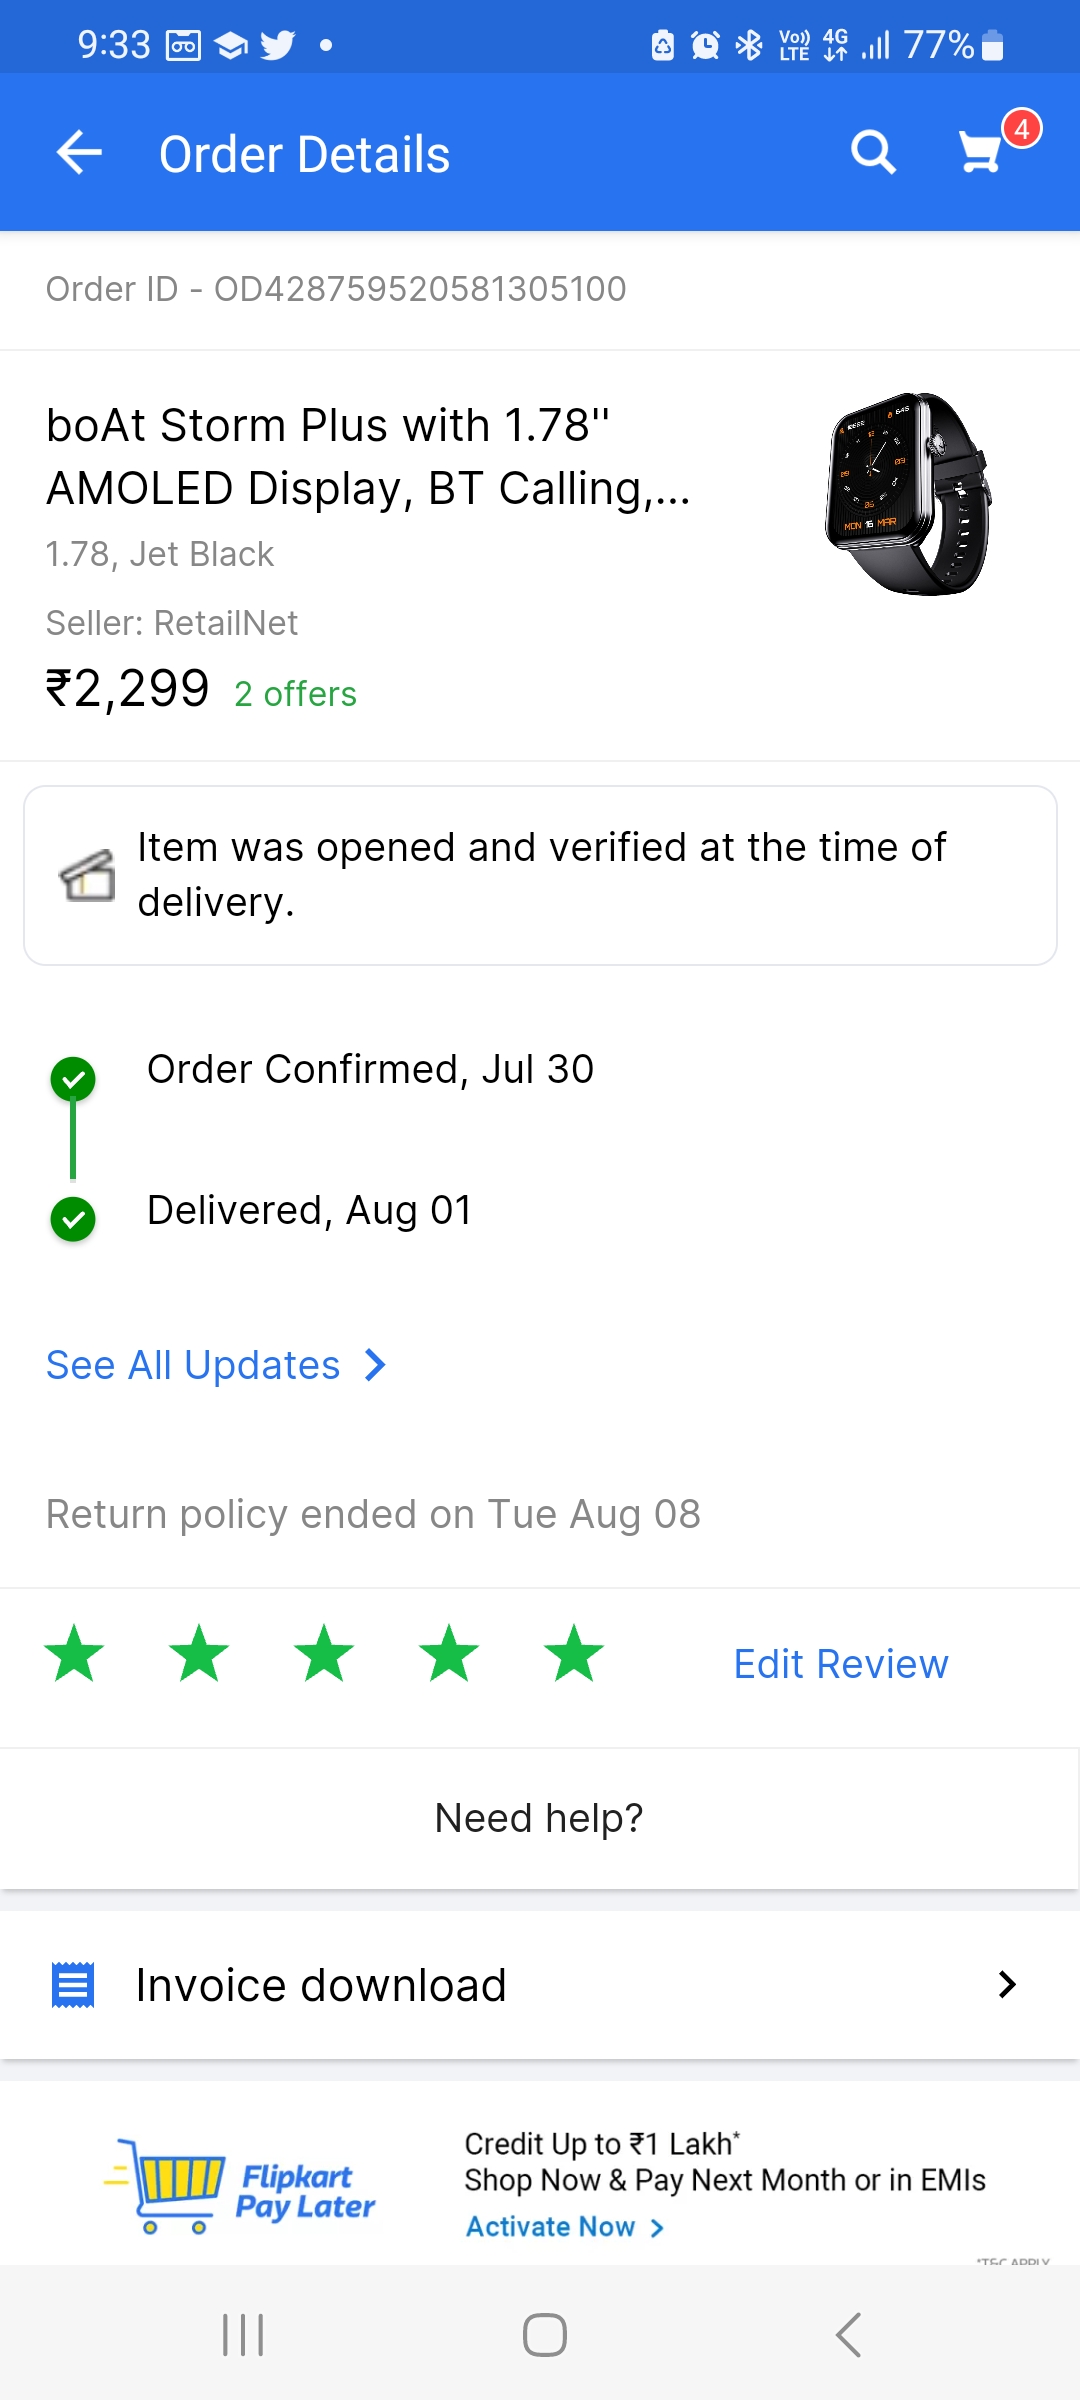 9:33
Vo)) LTE 4G 77%
Order Details
4
Order ID - OD428759520581305100
boAt Storm Plus with 1.78"
AMOLED Display, BT Calling,...
1.78, Jet Black
Seller: RetailNet
₹2,299 2 offers
MON 16 MAR
Item was opened and verified at the time of
delivery.
Order Confirmed, Jul 30
Delivered, Aug 01
See All Updates
Return policy ended on Tue Aug 08
Edit Review
Need help?
Invoice download
Flipkart
Pay Later
Credit Up to ₹1 Lakh*
Shop Now & Pay Next Month or in EMIs
Activate Now
*T&C APPLY